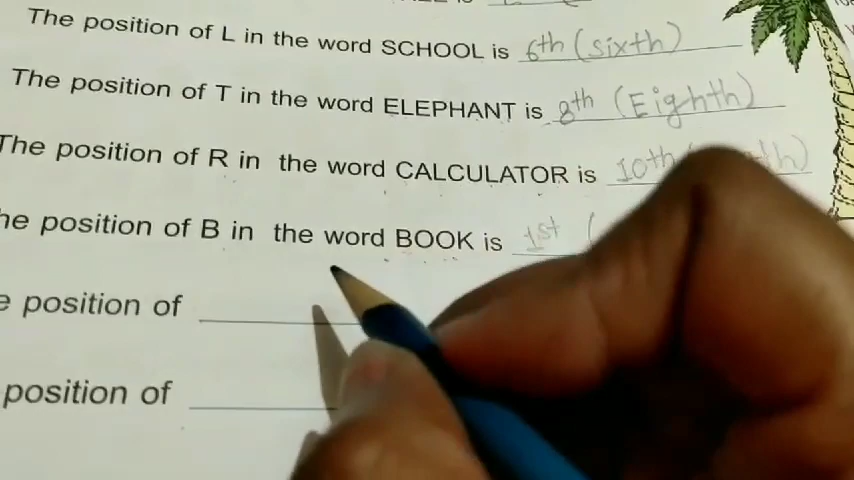 The position of L in the word SCHOOL is 6th (sixth)
The position of T in the word ELEPHANT is 8th (Eighth)
The position of R in the word CALCULATOR is 10th
position of B in the word BOOK is 1st (
position of
position of